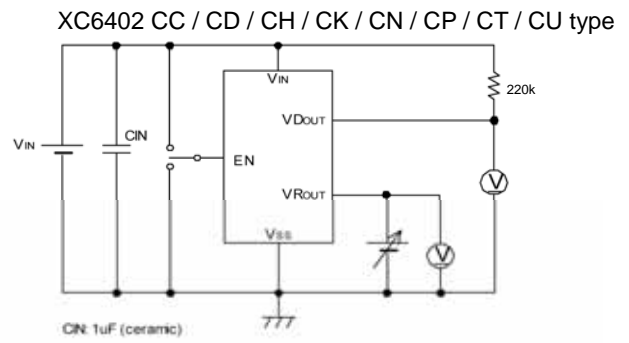 XC6402 CC / CD / CH / CK / CN / CP / CT / CU type
VIN
220k
VDOUT
VIN
CIN
EN
V
VROUT
V
VSS
CIN: 1uF (ceramic)